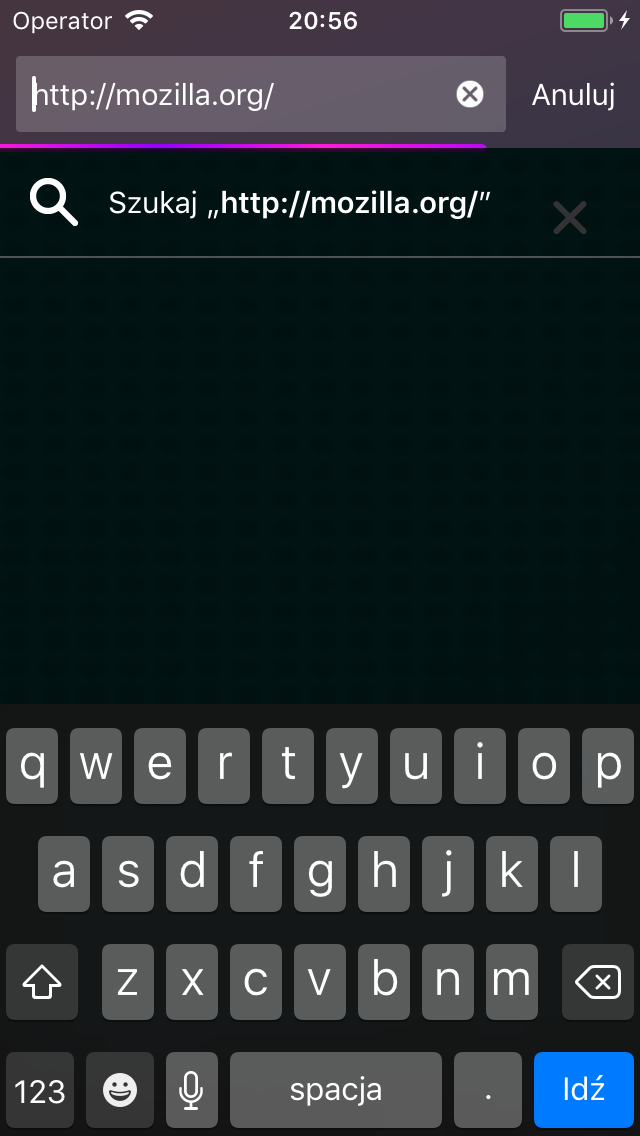 Operator 20:56
http://mozilla.org/ Anuluj
Szukaj „http://mozilla.org/”
q w e r t y u i o p
a s d f g h j k l
z x c v b n m
123 spacja . Idź